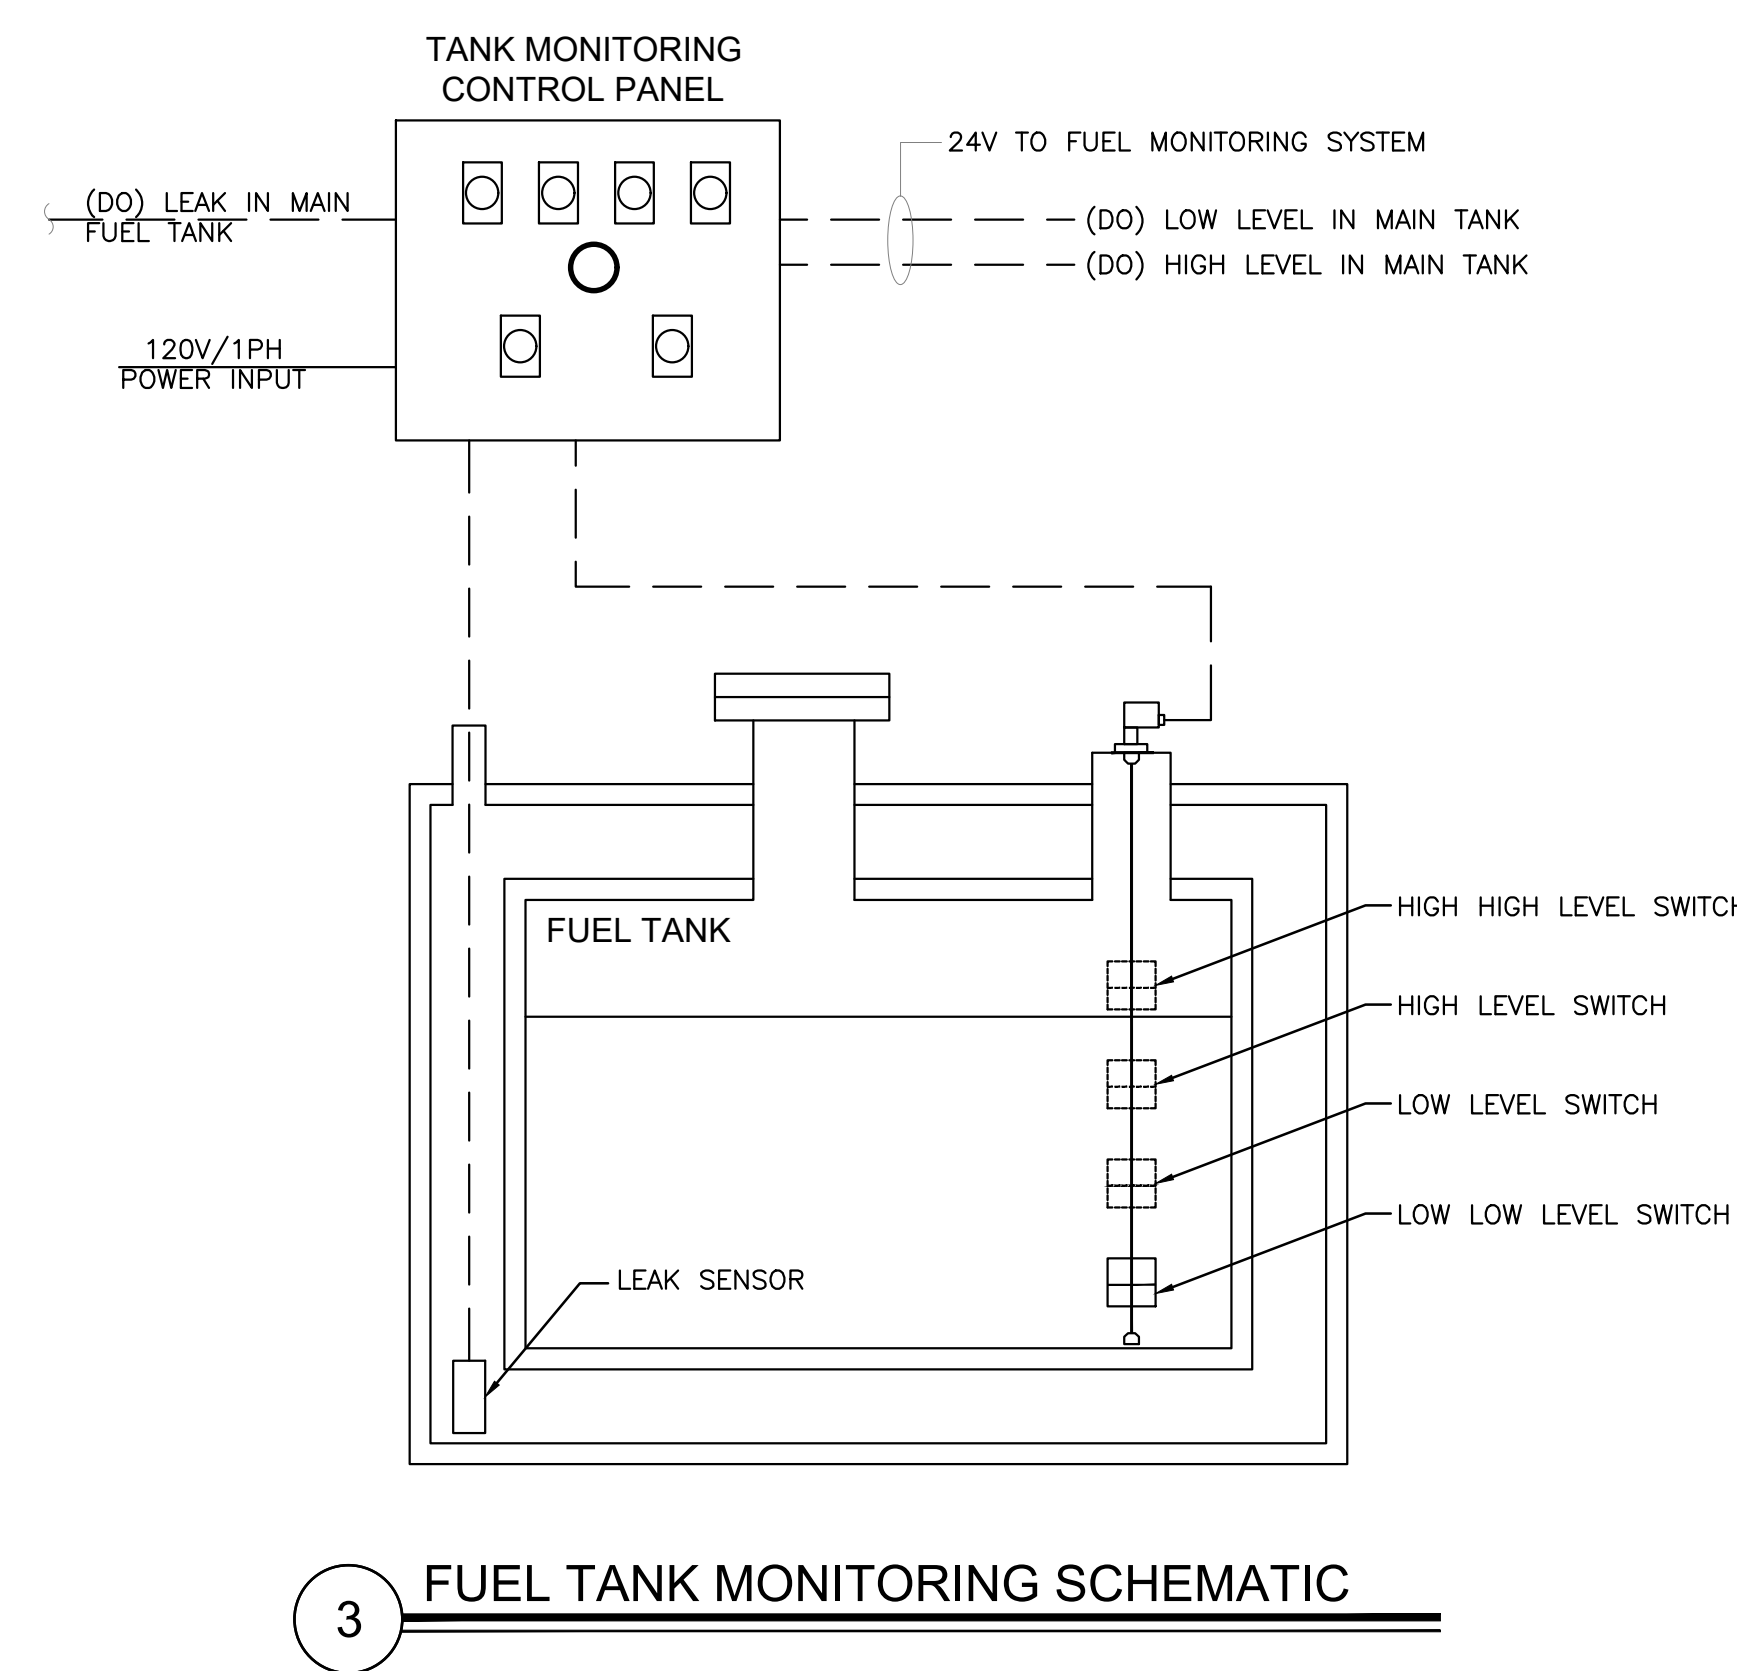 TANK MONITORING
CONTROL PANEL
24V TO FUEL MONITORING SYSTEM
(DO) LEAK IN MAIN
FUEL TANK
(DO) LOW LEVEL IN MAIN TANK
(DO) HIGH LEVEL IN MAIN TANK
120V/1PH
POWER INPUT
FUEL TANK
HIGH HIGH LEVEL SWITCH
HIGH LEVEL SWITCH
LOW LEVEL SWITCH
LOW LOW LEVEL SWITCH
LEAK SENSOR
3 FUEL TANK MONITORING SCHEMATIC